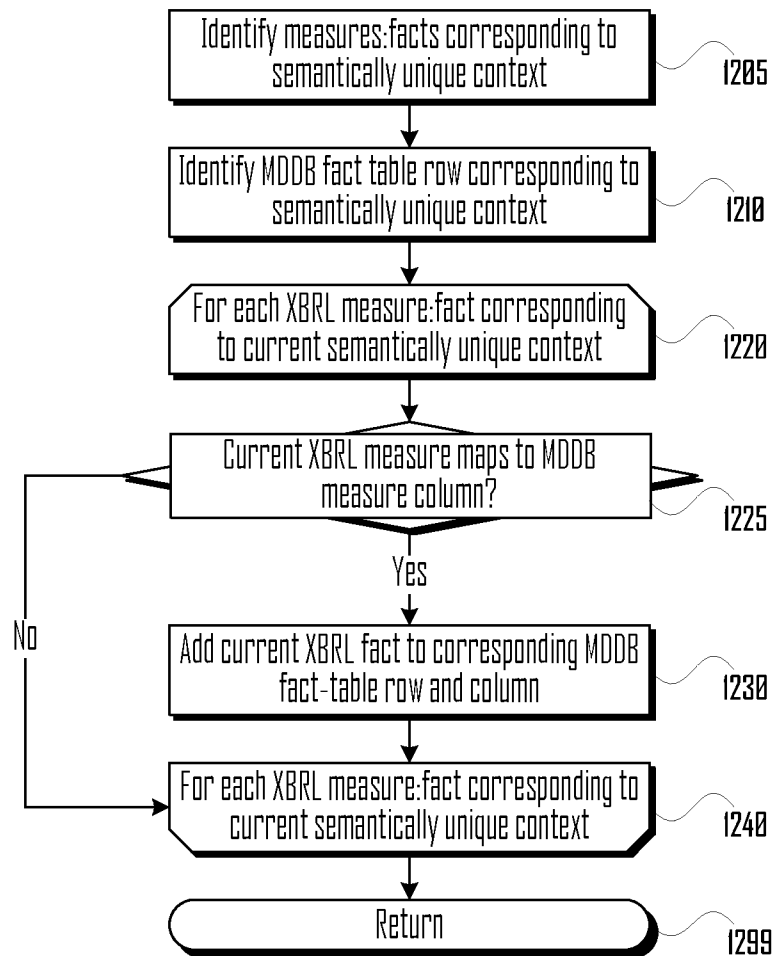 Identify measures:facts corresponding to
semantically unique context
1205
Identify MDDB fact table row corresponding to
semantically unique context
1210
For each XBRL measure:fact corresponding
to current semantically unique context
1220
Current XBRL measure maps to MDDB
measure column?
1225
Yes
No
Add current XBRL fact to corresponding MDDB
fact-table row and column
1230
For each XBRL measure:fact corresponding to
current semantically unique context
1240
Return
1299